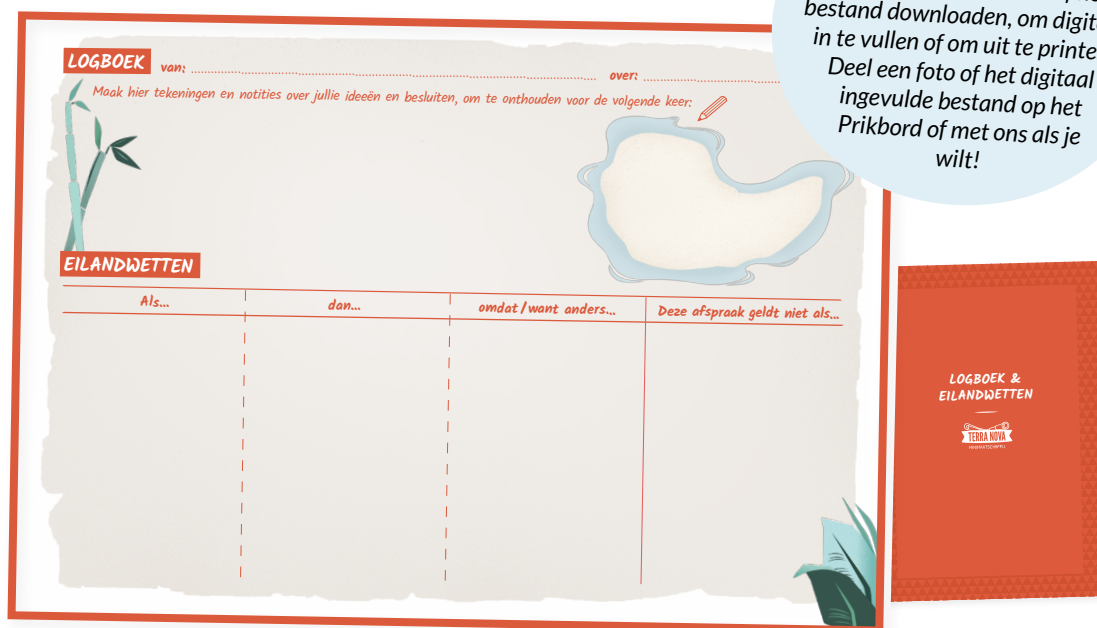 bestand downloaden, om
in te vullen of om uit te
Deel een foto of het digitaal
ingevulde bestand op het
Prikbord of met ons als je
wilt!
LOGBOEK van: over:
Maak hier tekeningen en notities over jullie ideeën en besluiten, om te onthouden voor de volgende keer:
EILANDWETTEN
Als... dan... omdat/want anders... Deze afspraak geldt niet als...
LOGBOEK &
EILANDWETTEN
TERRA NOVA
MINIMAATSCHAPPIJ